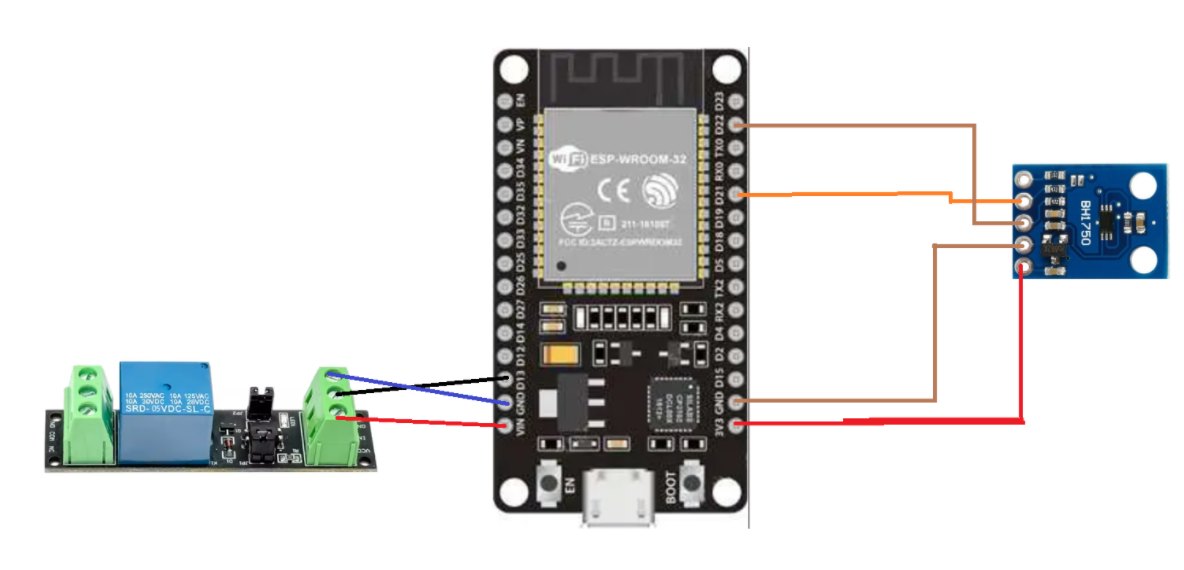 EN
VP
VN
D34
D35
D32
D33
D25
D26
D27
D14
D12
D13
GND
VIN
D23
D22
TX0
RX0
D21
D19
D18
D5
TX2
RX2
D4
D2
D15
GND
3V3
WiFi ESP-WROOM-32
CE
R 211-161007
FCC ID:2AC7Z-ESPWROOM32
EN
BOOT
BH1750
10A 250VAC 10A 125VAC
10A 30VDC 10A 28VDC
SRD-05VDC-SL-C
VCC